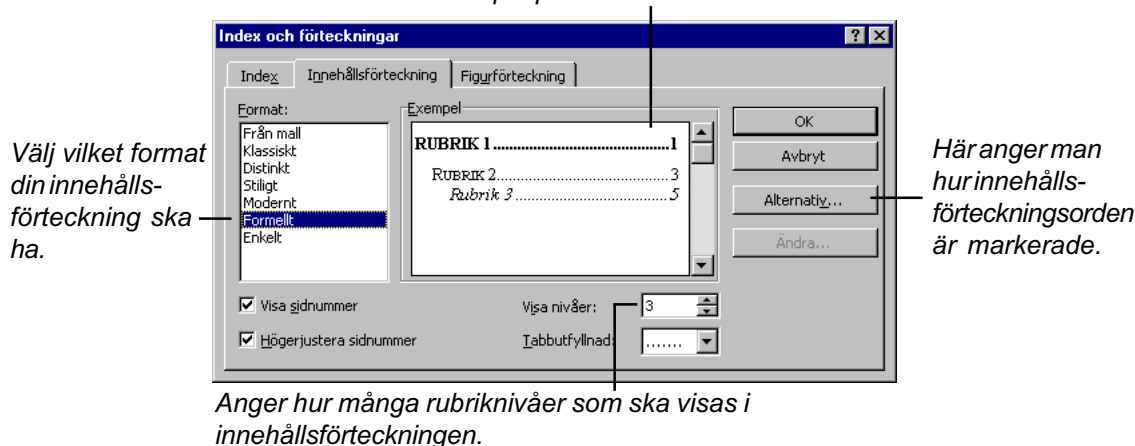 Index och förteckningar
Index Innehållsförteckning Figurförteckning
Format:
Från mall
Klassiskt
Distinkt
Stiligt
Modernt
Formellt
Enkelt
Exempel
RUBRIK 1.............................................1
RUBRIK 2..........................................3
Rubrik 3.....................................5
OK
Avbryt
Alternativ...
Ändra...
Visa sidnummer
Högerjustera sidnummer
Visa nivåer: 3
Tabbutfyllnad: .......
Välj vilket format
din innehålls-
förteckning ska
ha.
Här anger man
hur innehålls-
förteckningsorden
är markerade.
Anger hur många rubriknivåer som ska visas i
innehållsförteckningen.